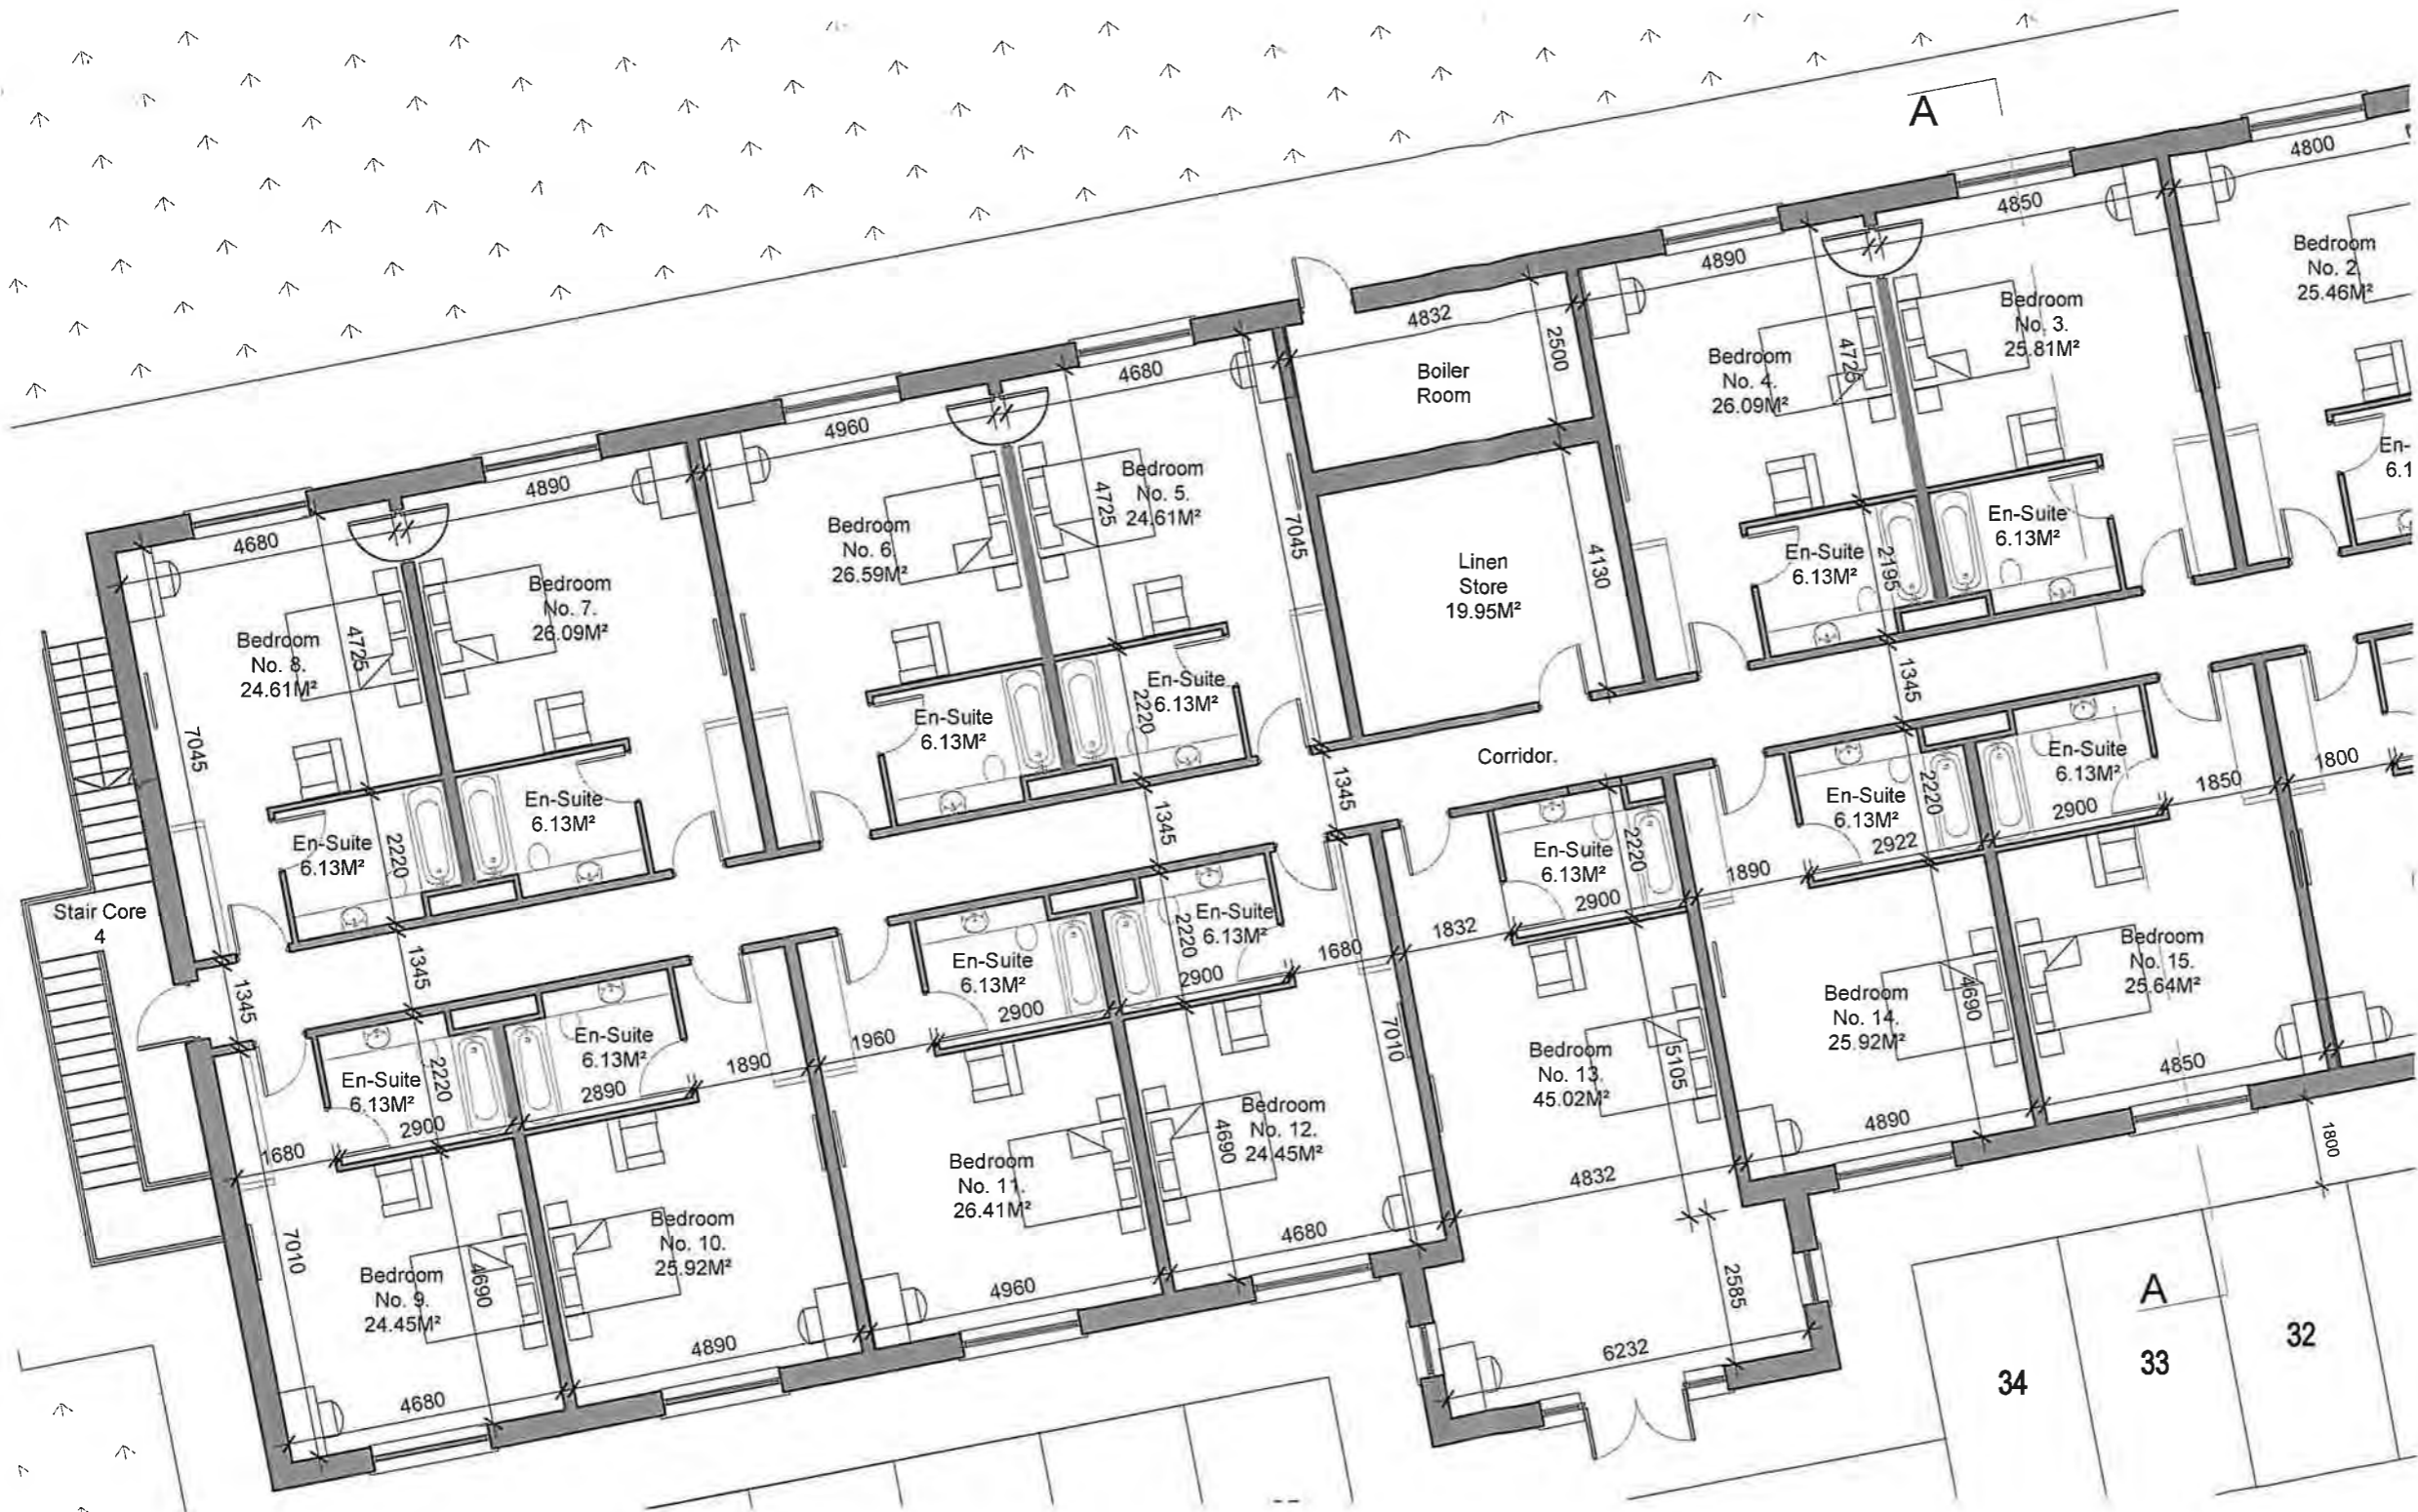 A
4800
4850
4890
4832
4680
4960
4890
4680
Bedroom
No. 2.
25.46M²
Bedroom
No. 3.
25.81M²
Bedroom
No. 4.
26.09M²
4725
2500
Boiler
Room
Bedroom
No. 5.
24.61M²
4725
7045
Bedroom
No. 6.
26.59M²
Bedroom
No. 7.
26.09M²
Bedroom
No. 8.
24.61M²
4725
7045
En-
6.1
En-Suite
6.13M²
En-Suite
6.13M²
2195
Linen
Store
19.95M²
4130
En-Suite
6.13M²
2220
En-Suite
6.13M²
En-Suite
6.13M²
En-Suite
6.13M²
2220
Stair Core
4
1345
1345
1345
1345
1345
Corridor.
En-Suite
6.13M²
2900
1850
1800
En-Suite
6.13M²
2220
2922
1890
En-Suite
6.13M²
2220
2900
1832
En-Suite
6.13M²
2220
2900
1680
En-Suite
6.13M²
2900
1960
En-Suite
6.13M²
2890
1890
En-Suite
6.13M²
2220
2900
1680
7010
Bedroom
No. 9.
24.45M²
4690
4680
Bedroom
No. 10.
25.92M²
4890
Bedroom
No. 11.
26.41M²
4960
Bedroom
No. 12.
24.45M²
4690
4680
7010
Bedroom
No. 13.
45.02M²
5105
4832
2585
6232
Bedroom
No. 14.
25.92M²
4690
4890
Bedroom
No. 15.
25.64M²
4850
1800
A
34
33
32